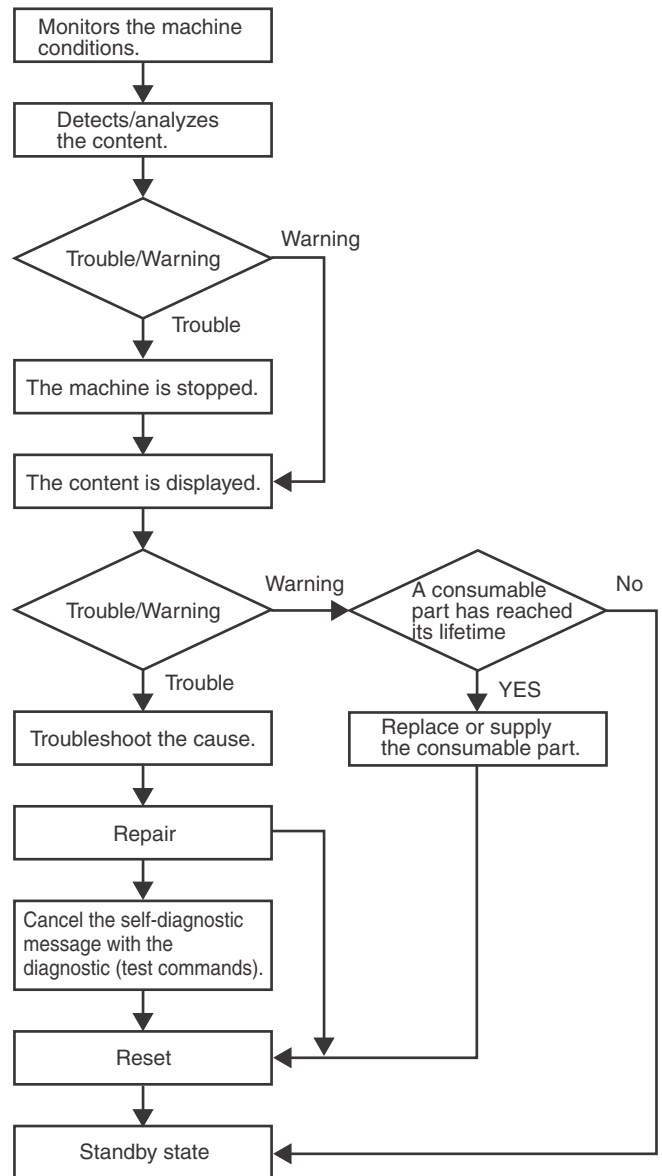 Monitors the machine
conditions.
Detects/analyzes
the content.
Trouble/Warning
Warning
Trouble
The machine is stopped.
The content is displayed.
Trouble/Warning
Warning
A consumable
part has reached
its lifetime
No
Trouble
YES
Troubleshoot the cause.
Replace or supply
the consumable part.
Repair
Cancel the self-diagnostic
message with the
diagnostic (test commands).
Reset
Standby state